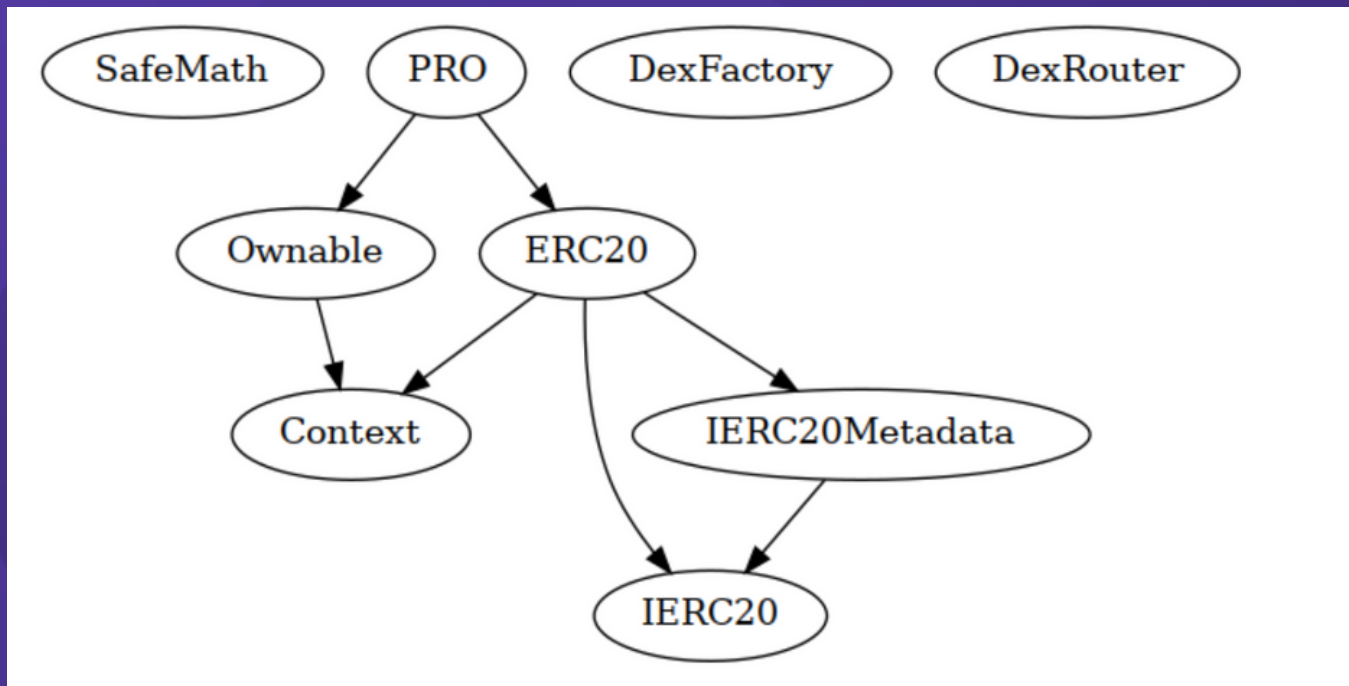 SafeMath
PRO
DexFactory
DexRouter
Ownable
ERC20
Context
IERC20Metadata
IERC20